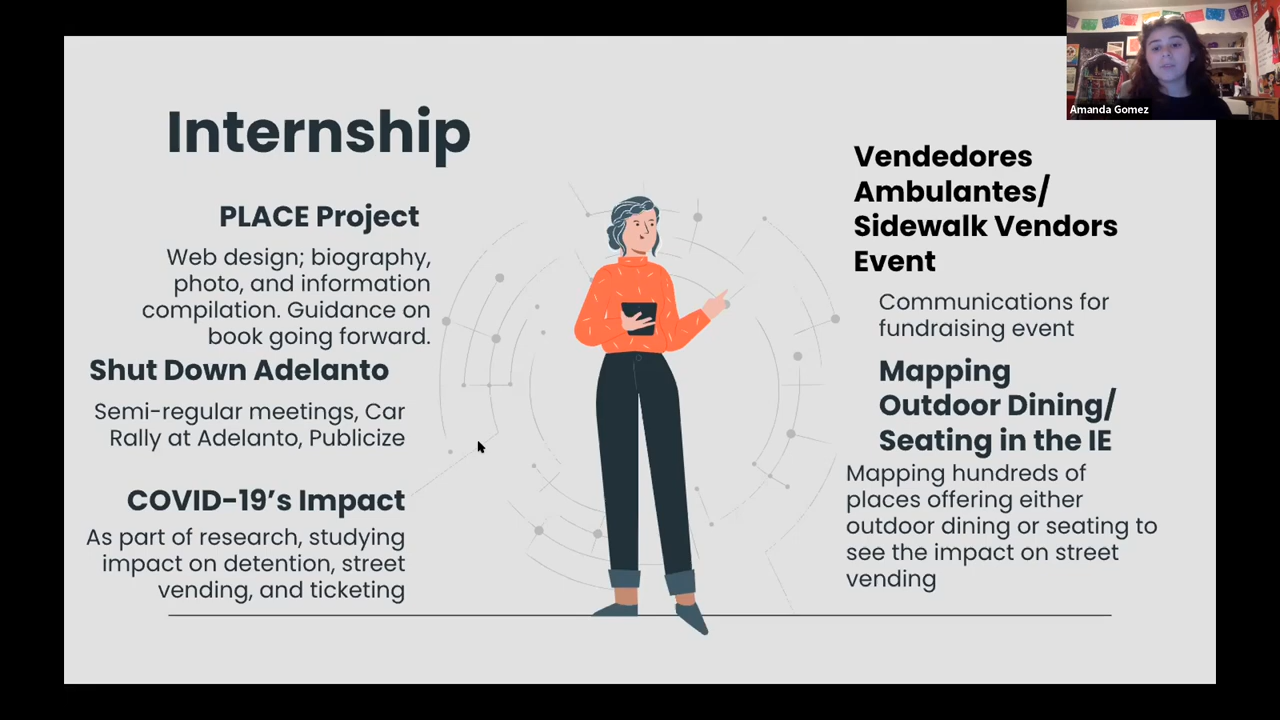 Internship
PLACE Project
Web design; biography,
photo, and information
compilation. Guidance on
book going forward.
Shut Down Adelanto
Semi-regular meetings, Car
Rally at Adelanto, Publicize
COVID-19’s Impact
As part of research, studying
impact on detention, street
vending, and ticketing
Vendedores
Ambulantes/
Sidewalk Vendors
Event
Communications for
fundraising event
Mapping
Outdoor Dining/
Seating in the IE
Mapping hundreds of
places offering either
outdoor dining or seating to
see the impact on street
vending
Amanda Gomez